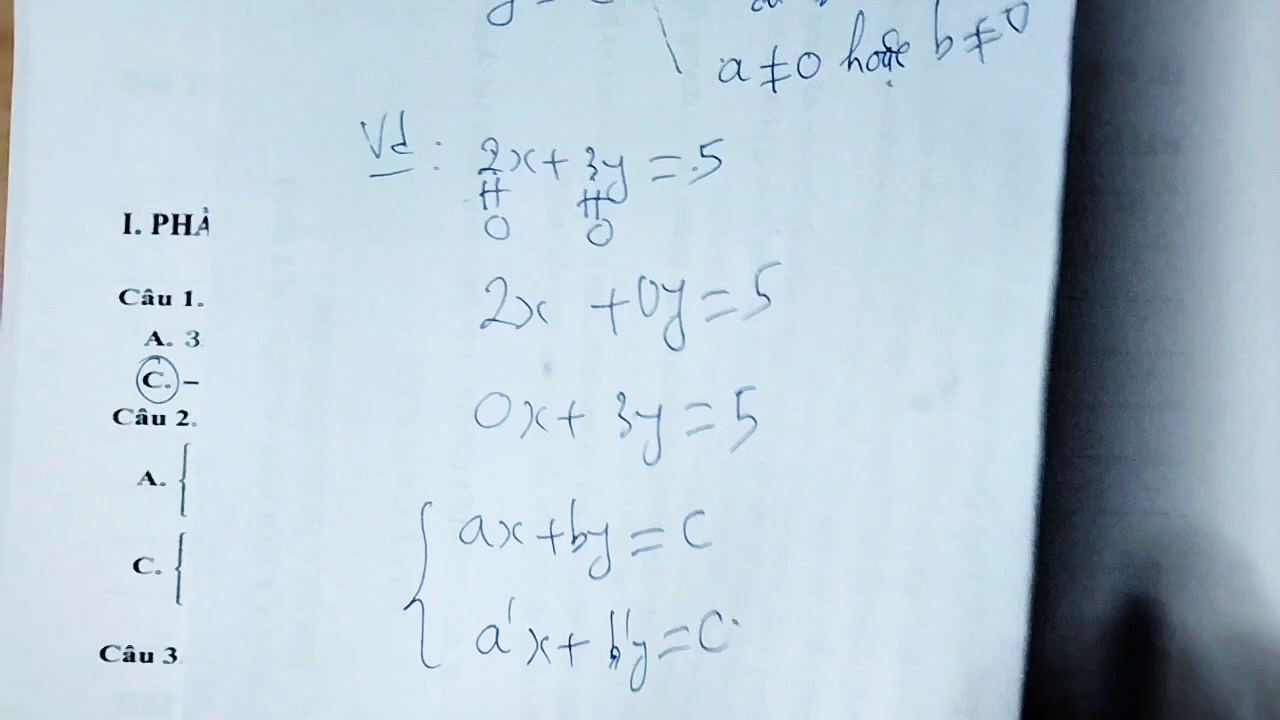 a ≠ 0 hoặc b ≠ 0
Vd: 2x + 3y = 5
≠ ≠
0 0
I. PHẢ
Câu 1.
2x + 0y = 5
A. 3
C. –
0x + 3y = 5
Câu 2.
A. {
ax + by = c
C. {
a'x + b'y = c
Câu 3